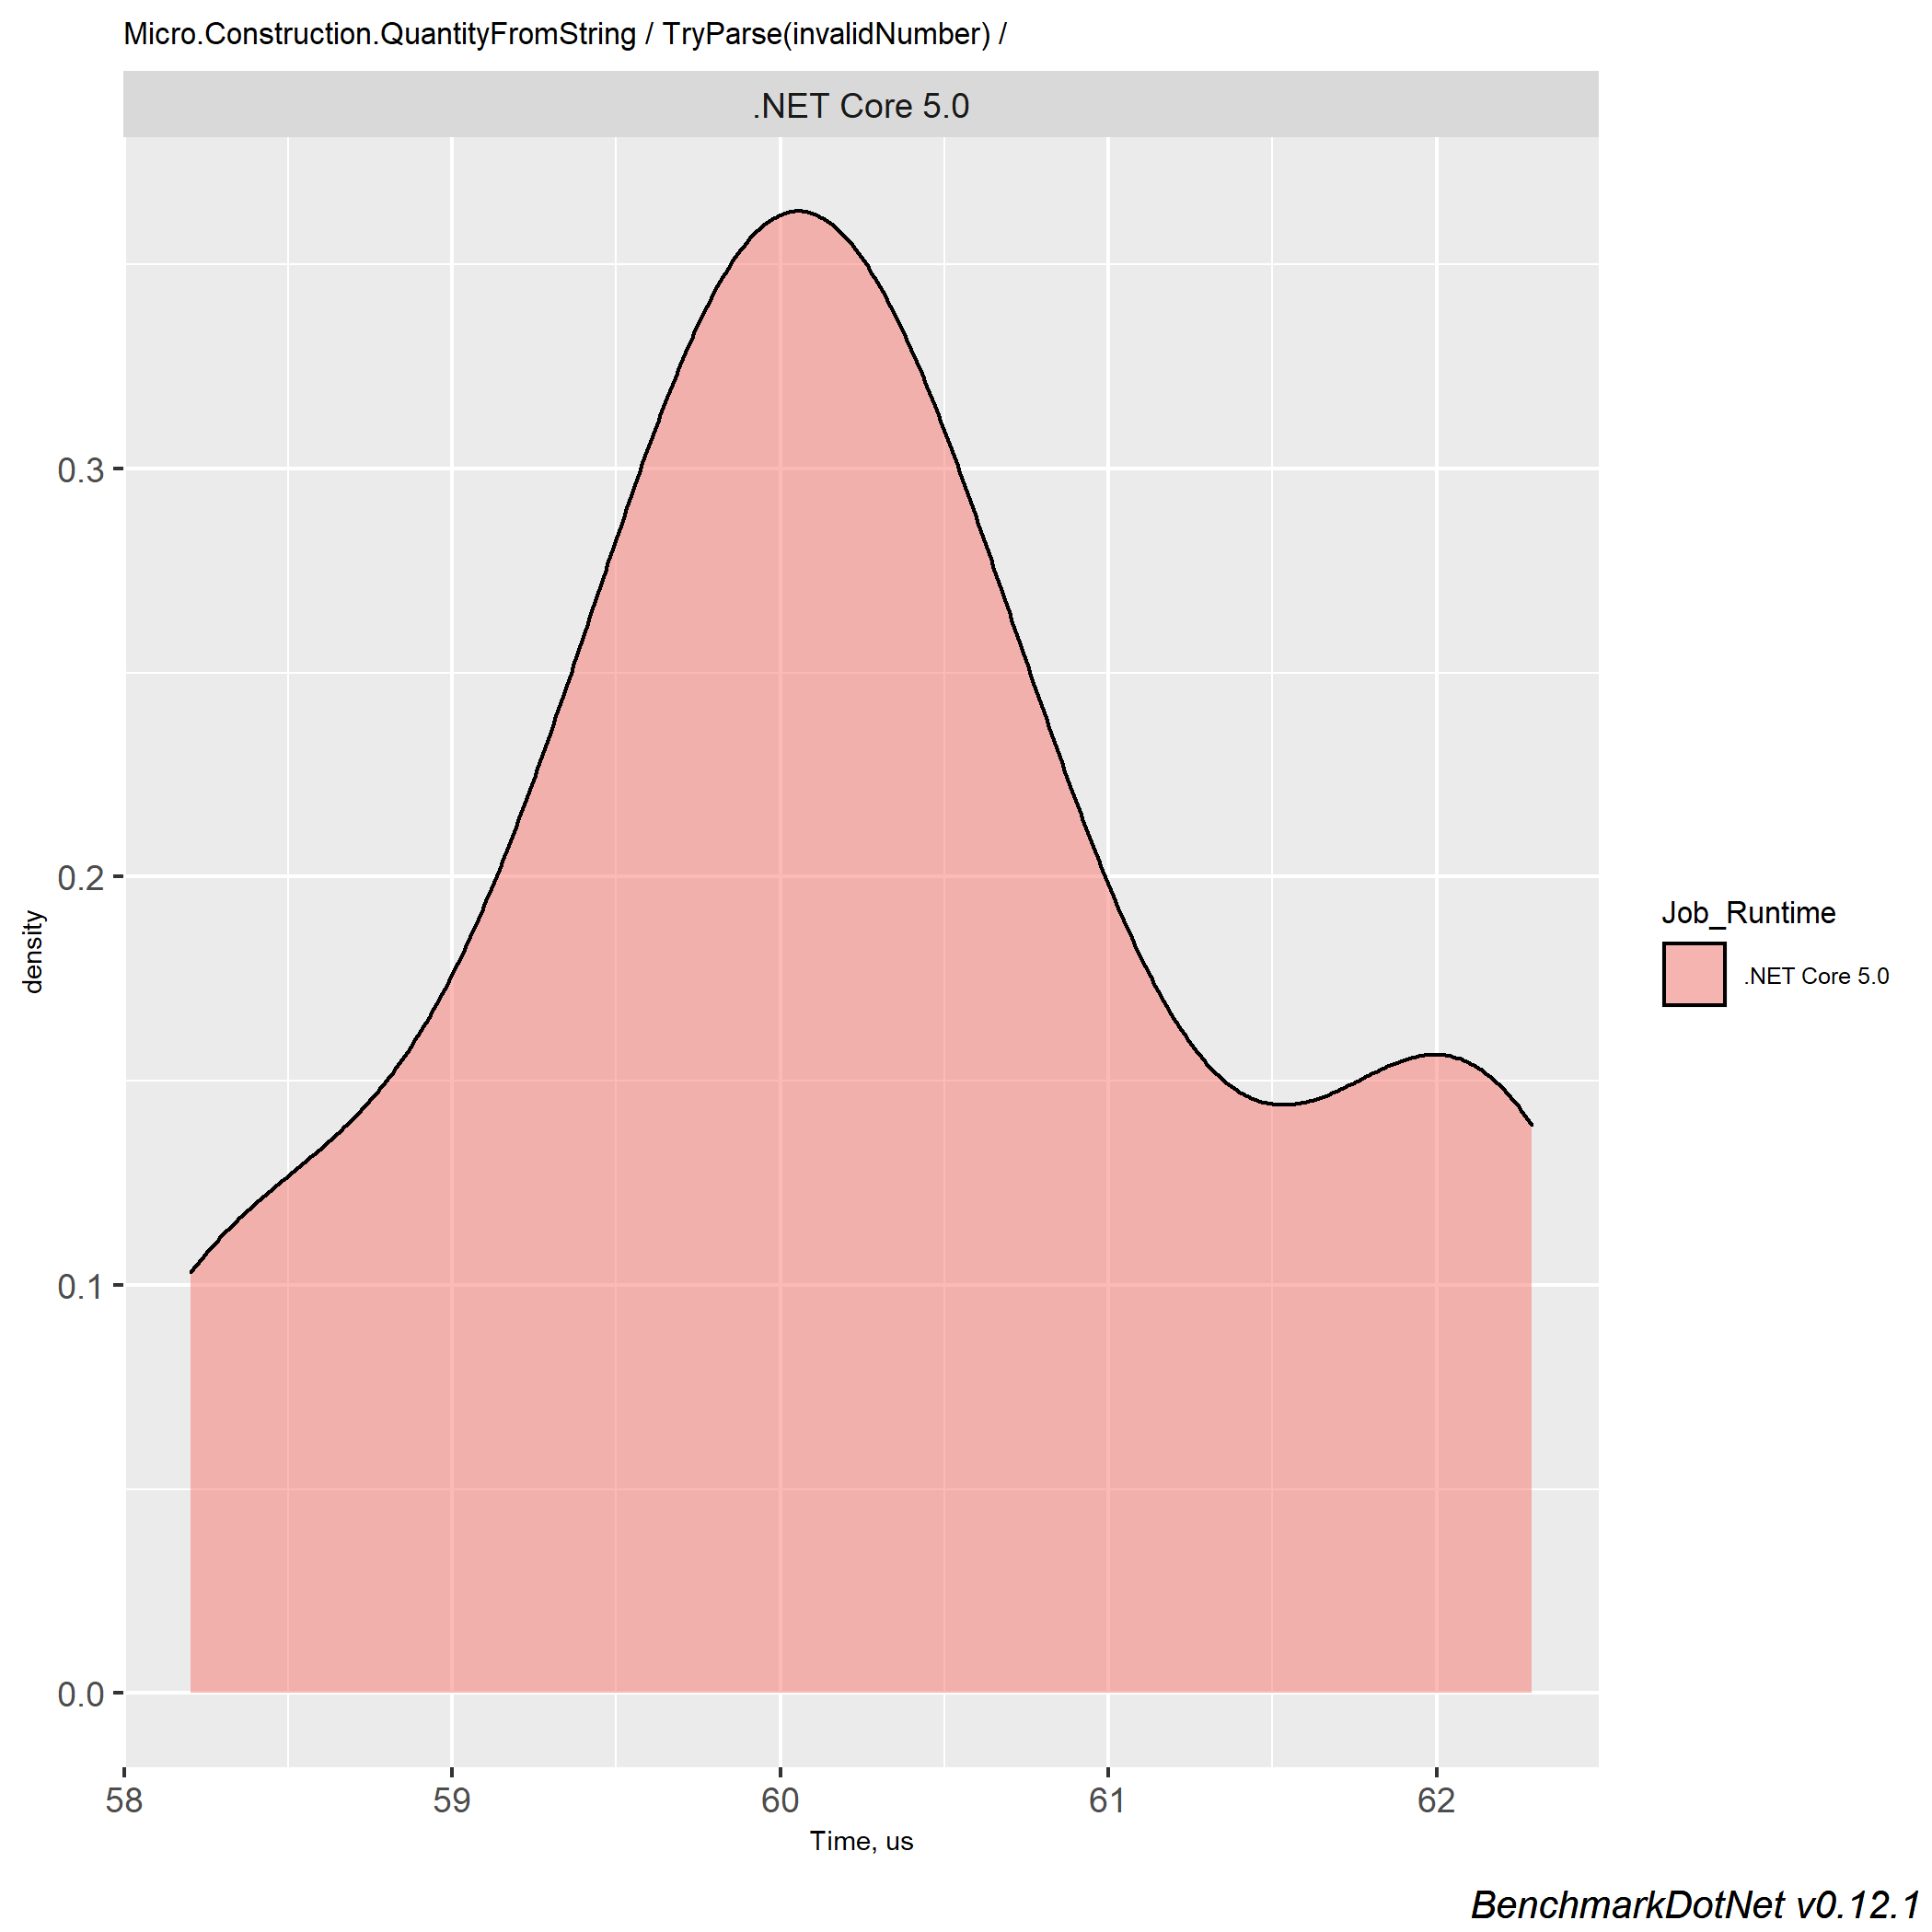 Micro.Construction.QuantityFromString / TryParse(invalidNumber) /
.NET Core 5.0
0.3
0.2
0.1
0.0
density
58 59 60 61 62
Time, us
Job_Runtime
.NET Core 5.0
BenchmarkDotNet v0.12.1